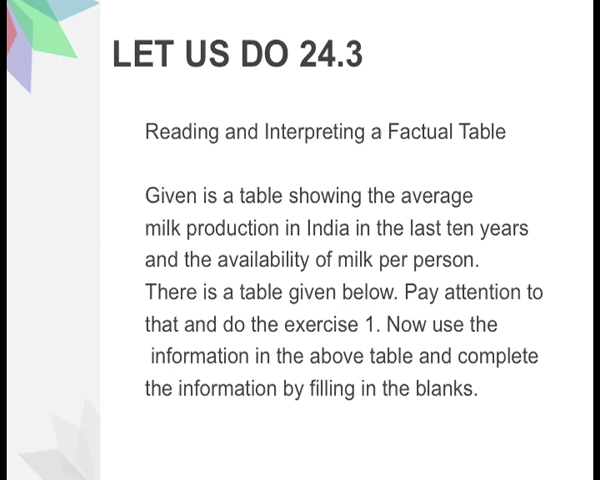 LET US DO 24.3
Reading and Interpreting a Factual Table
Given is a table showing the average
milk production in India in the last ten years
and the availability of milk per person.
There is a table given below. Pay attention to
that and do the exercise 1. Now use the
information in the above table and complete
the information by filling in the blanks.